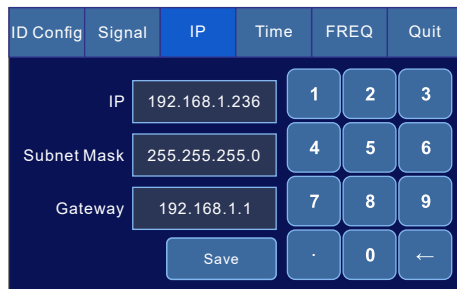 ID Config Signal IP Time FREQ Quit
IP 192.168.1.236 1 2 3
Subnet Mask 255.255.255.0 4 5 6
Gateway 192.168.1.1 7 8 9
Save . 0 ←